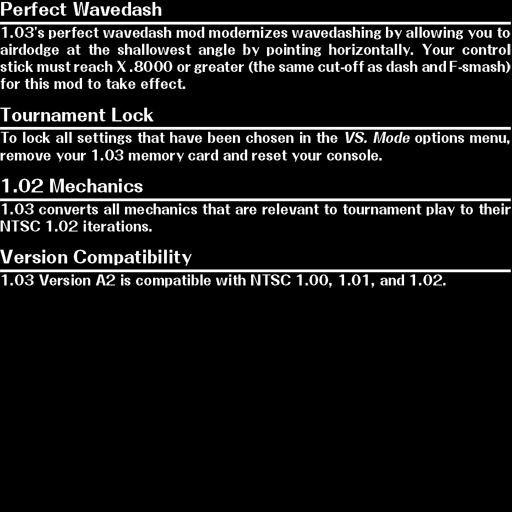 Perfect Wavedash
1.03's perfect wavedash mod modernizes wavedashing by allowing you to
airdodge at the shallowest angle by pointing horizontally. Your control
stick must reach X .8000 or greater (the same cut-off as dash and F-smash)
for this mod to take effect.
Tournament Lock
To lock all settings that have been chosen in the VS. Mode options menu,
remove your 1.03 memory card and reset your console.
1.02 Mechanics
1.03 converts all mechanics that are relevant to tournament play to their
NTSC 1.02 iterations.
Version Compatibility
1.03 Version A2 is compatible with NTSC 1.00, 1.01, and 1.02.